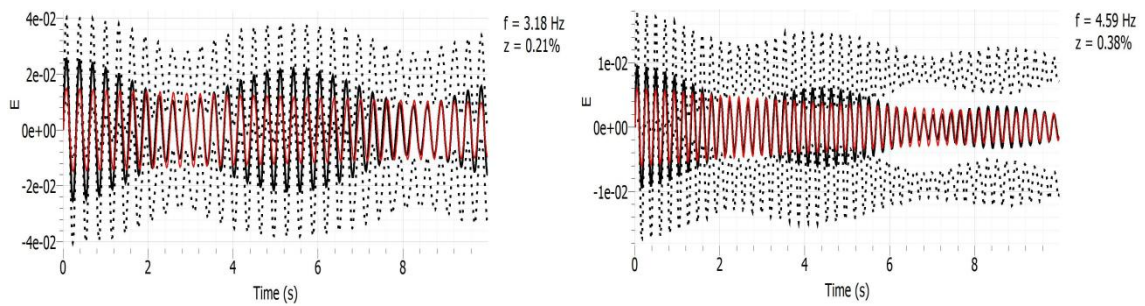 4e-02
2e-02
0e+00
-2e-02
-4e-02
E
0 2 4 6 8
Time (s)
f = 3.18 Hz
z = 0.21%
1e-02
0e+00
-1e-02
E
0 2 4 6 8
Time (s)
f = 4.59 Hz
z = 0.38%